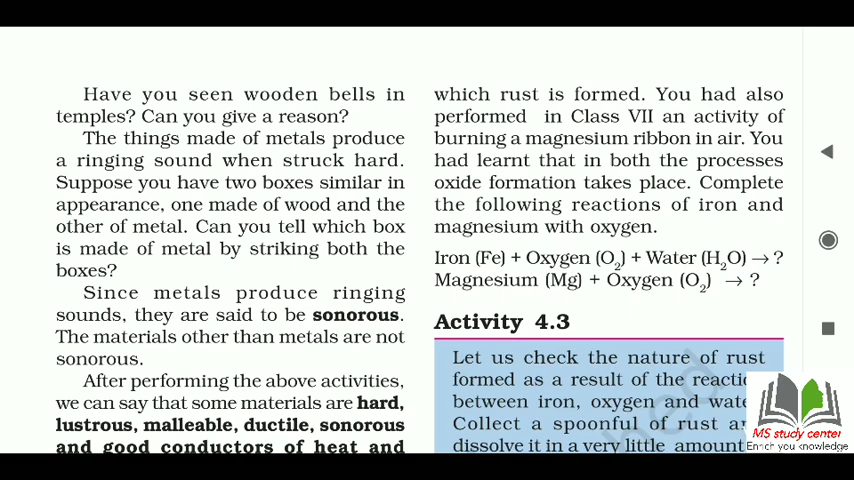 Have you seen wooden bells in
temples? Can you give a reason?
The things made of metals produce
a ringing sound when struck hard.
Suppose you have two boxes similar in
appearance, one made of wood and the
other of metal. Can you tell which box
is made of metal by striking both the
boxes?
Since metals produce ringing
sounds, they are said to be sonorous.
The materials other than metals are not
sonorous.
After performing the above activities,
we can say that some materials are hard,
lustrous, malleable, ductile, sonorous
and good conductors of heat and
which rust is formed. You had also
performed in Class VII an activity of
burning a magnesium ribbon in air. You
had learnt that in both the processes
oxide formation takes place. Complete
the following reactions of iron and
magnesium with oxygen.
Iron (Fe) + Oxygen (O₂) + Water (H₂O) → ?
Magnesium (Mg) + Oxygen (O₂) → ?
Activity 4.3
Let us check the nature of rust
formed as a result of the
between iron, oxygen and
Collect a spoonful of rust
dissolve it in a very little amount
MS study center
Enrich you knowledge